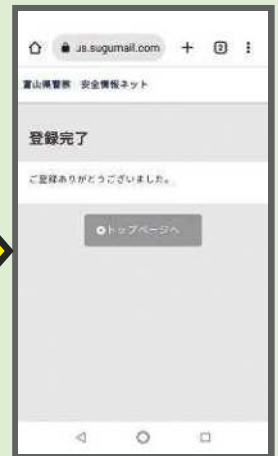 us.sugumail.com + 2
富山県警察 安全情報ネット
登録完了
ご登録ありがとうございました。
トップページへ